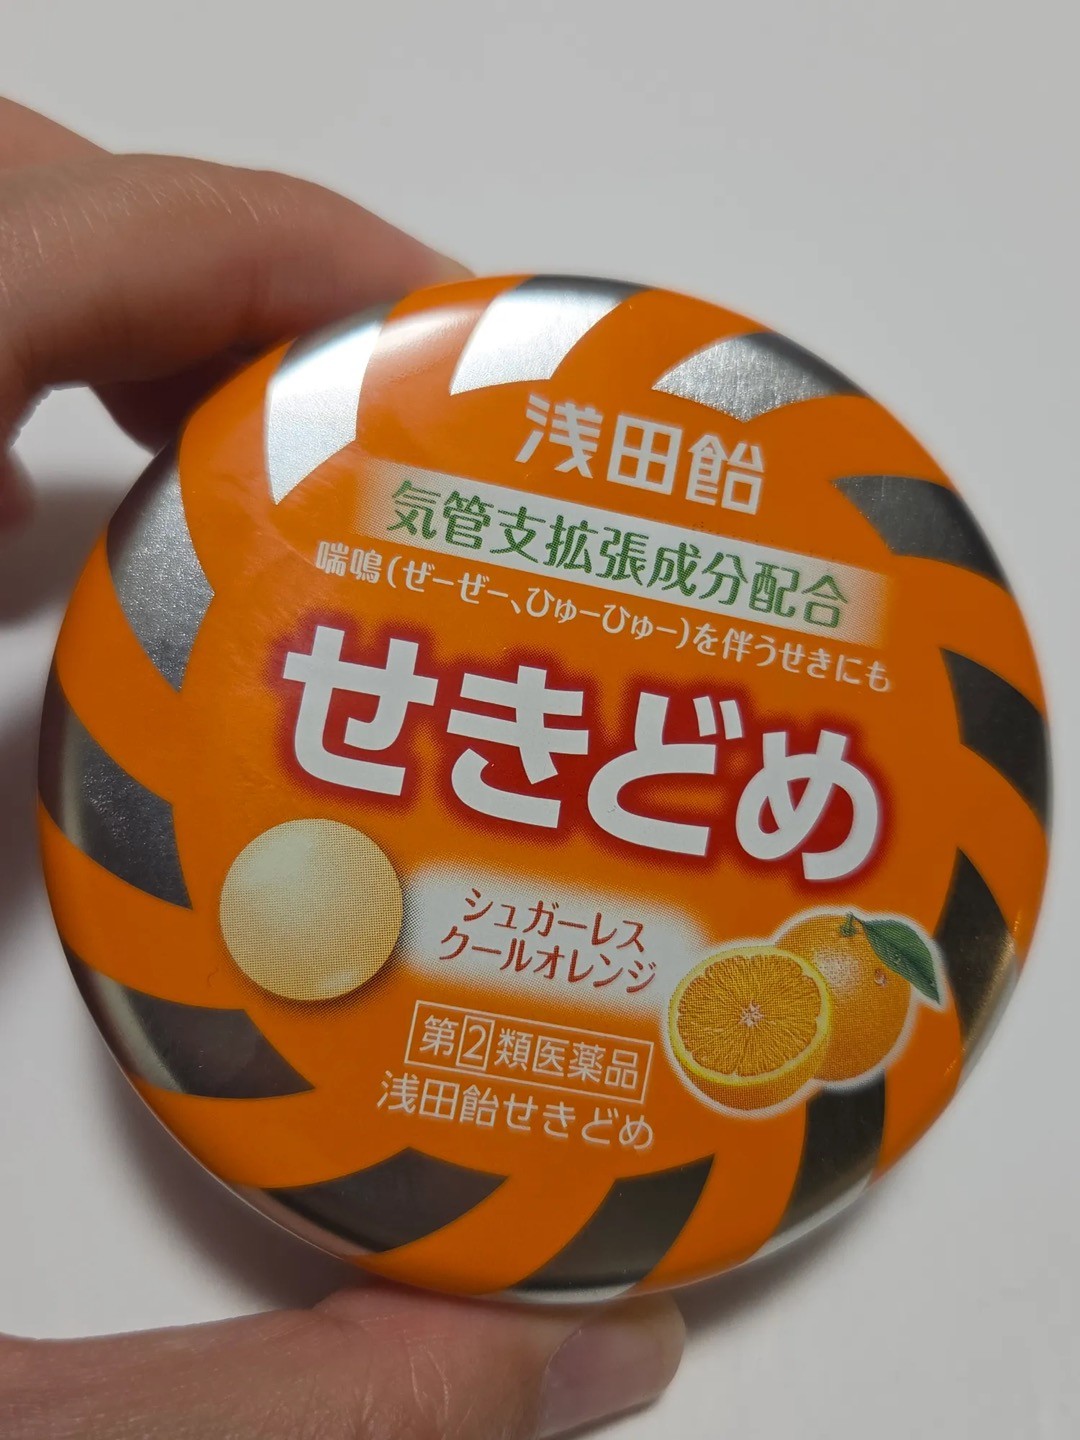 浅田飴
気管支拡張成分配合
喘鳴(ぜーぜー、ひゅーひゅー)を伴うせきにも
せきどめ
シュガーレス
クールオレンジ
第②類医薬品
浅田飴せきどめ